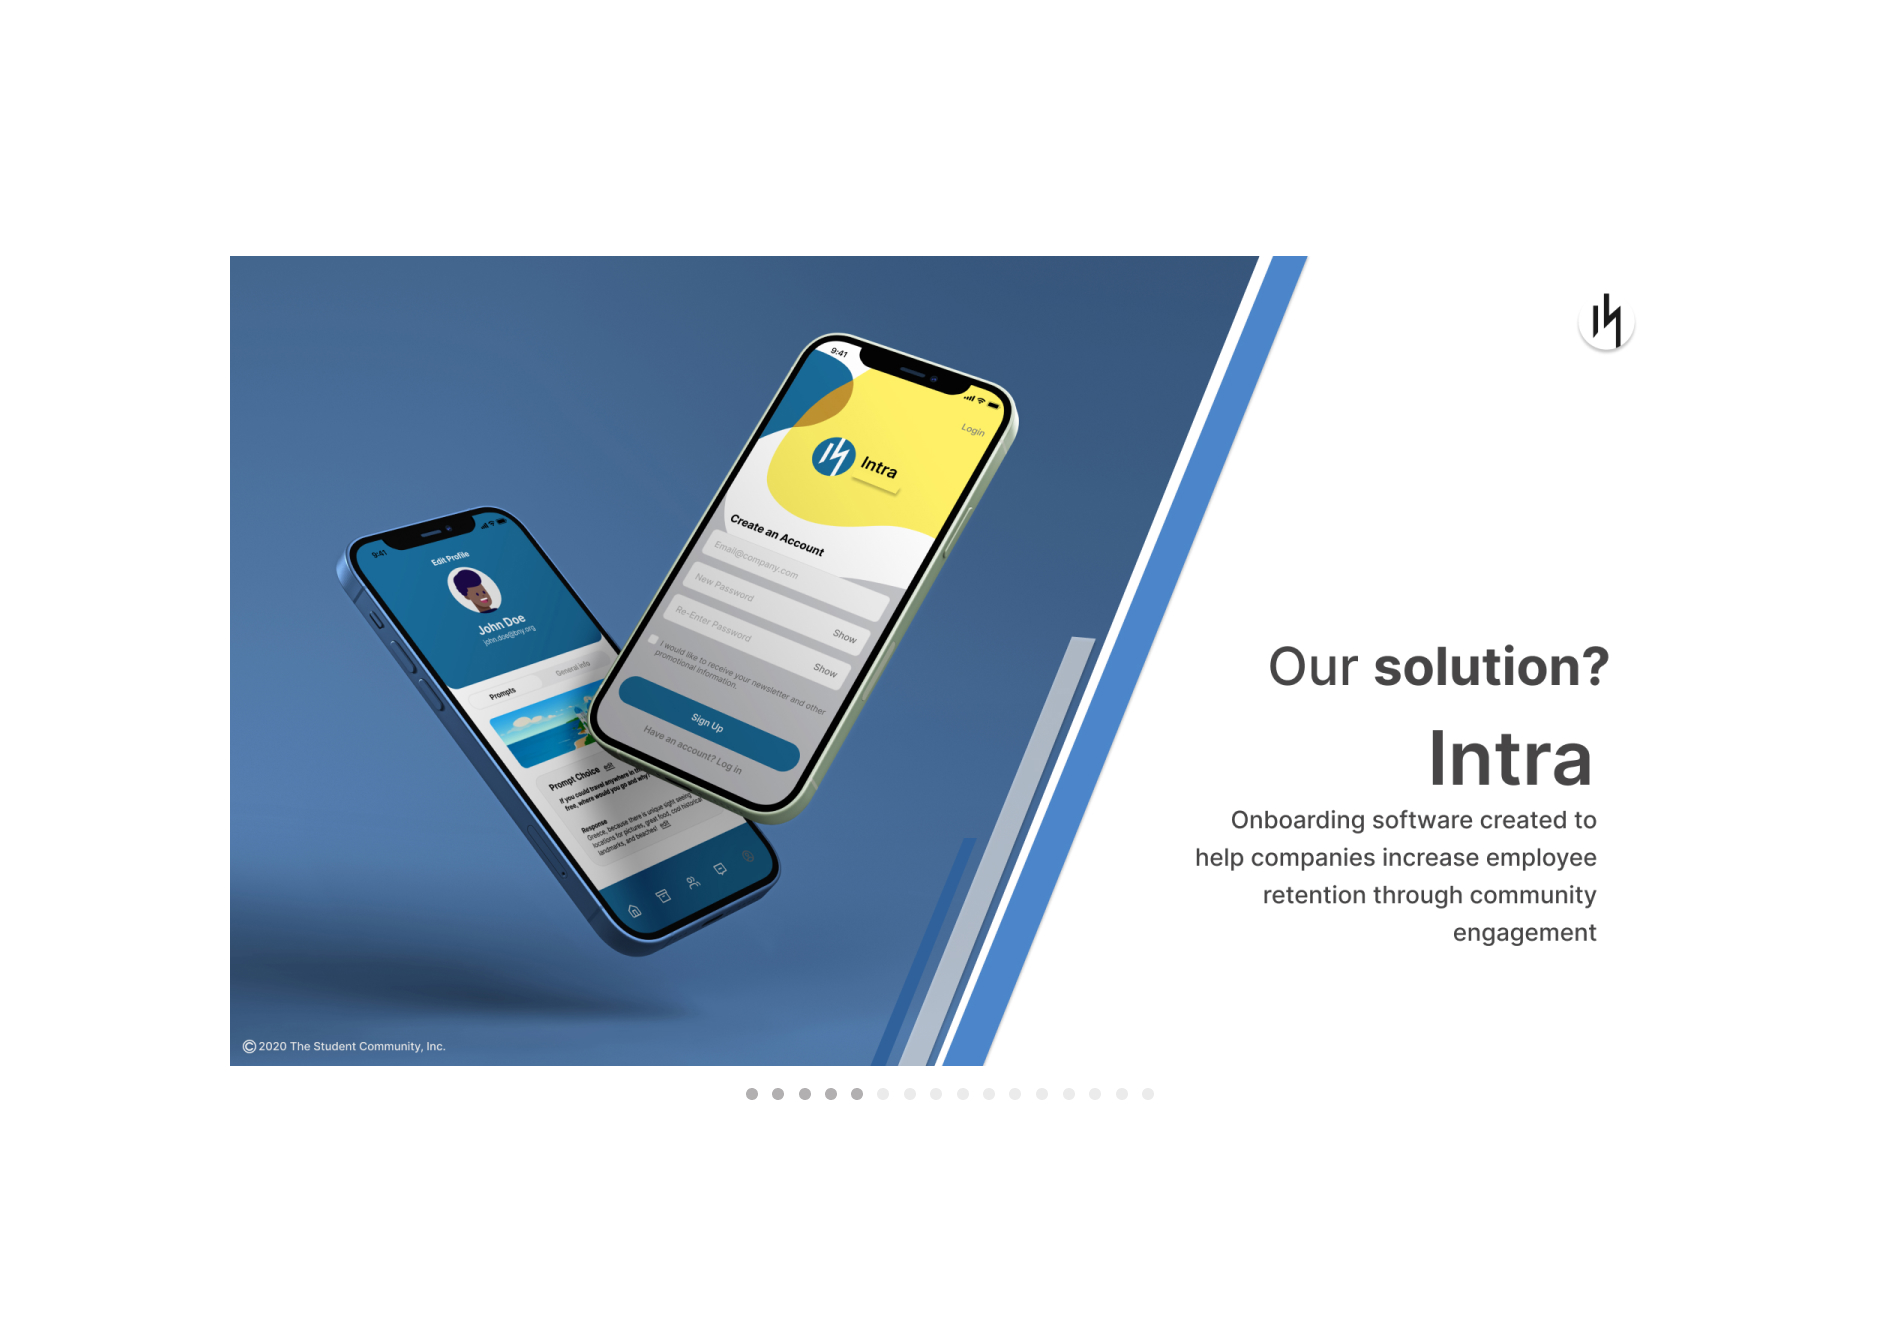 9:41
Login
Intra
Create an Account
Email@company.com
New Password
Show
Re-Enter Password
Show
I would like to receive your newsletter and other
promotional information.
Sign Up
Have an account? Log In
9:41
Edit Profile
John Doe
john.doe@bny.org
Prompts
General Info
Prompt Choice edit
If you could travel anywhere in
free, where would you go and why?
Response
Greece, because there is unique sight seeing
locations for pictures, great food, cool historical
landmarks, and beaches! edit
Our solution?
Intra
Onboarding software created to
help companies increase employee
retention through community
engagement
© 2020 The Student Community, Inc.